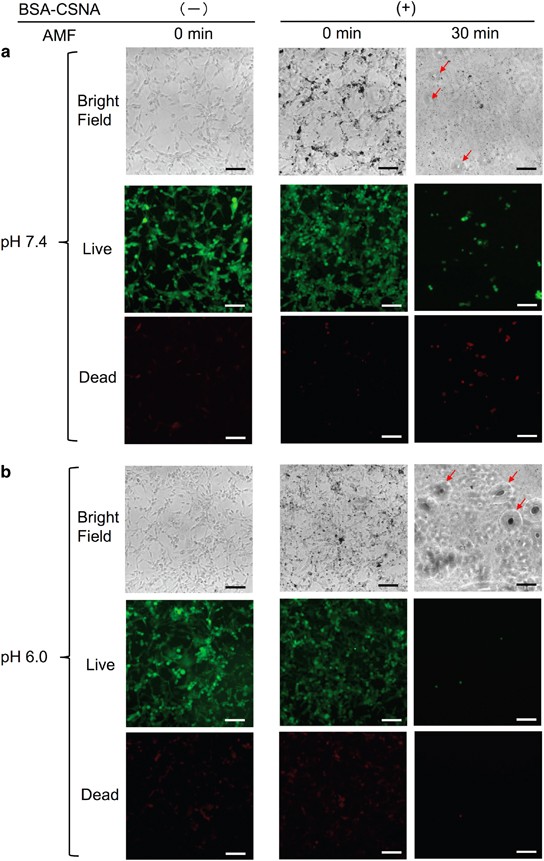 BSA-CSNA (—) (+)
AMF 0 min 0 min 30 min
a
Bright
Field
pH 7.4
Live
Dead
b
Bright
Field
pH 6.0
Live
Dead